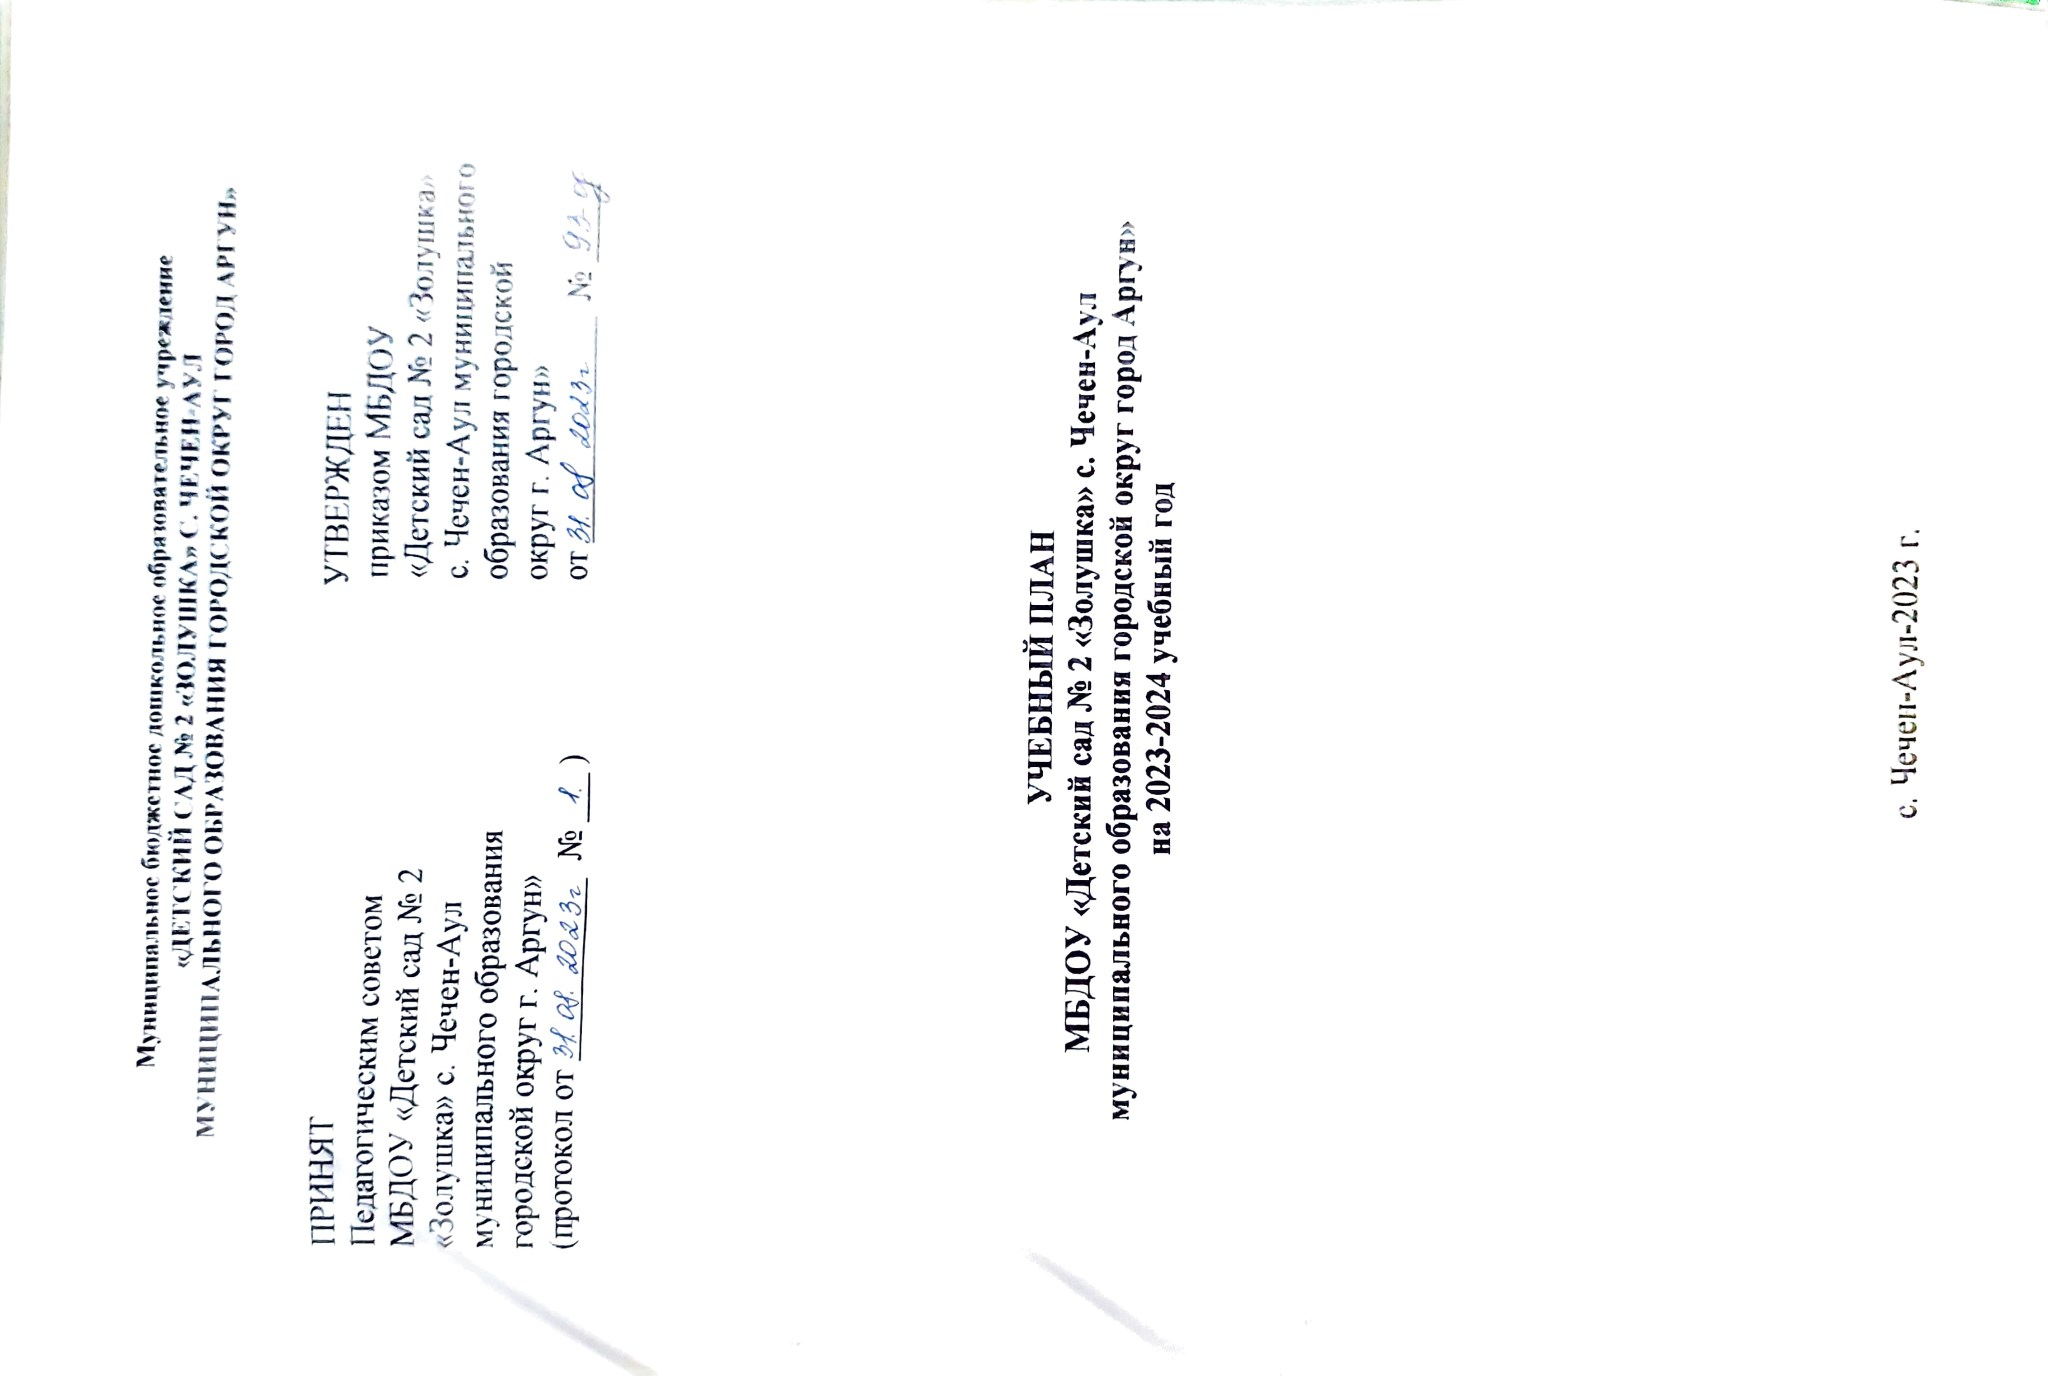 Муниципальное бюджетное дошкольное образовательное учреждение
«ДЕТСКИЙ САД № 2 «ЗОЛУШКА» С. ЧЕЧЕН-АУЛ
МУНИЦИПАЛЬНОГО ОБРАЗОВАНИЯ ГОРОДСКОЙ ОКРУГ ГОРОД АРГУН»
ПРИНЯТ
Педагогическим советом
МБДОУ «Детский сад № 2
«Золушка» с. Чечен-Аул
муниципального образования
городской округ г. Аргун»
(протокол от 31.08.2023г № 1. )
УТВЕРЖДЕН
приказом МБДОУ
«Детский сад № 2 «Золушка»
с. Чечен-Аул муниципального
образования городской
округ г. Аргун»
от 31.08 2023г № 93-д
УЧЕБНЫЙ ПЛАН
МБДОУ «Детский сад № 2 «Золушка» с. Чечен-Аул
муниципального образования городской округ город Аргун»
на 2023-2024 учебный год
с. Чечен-Аул-2023 г.